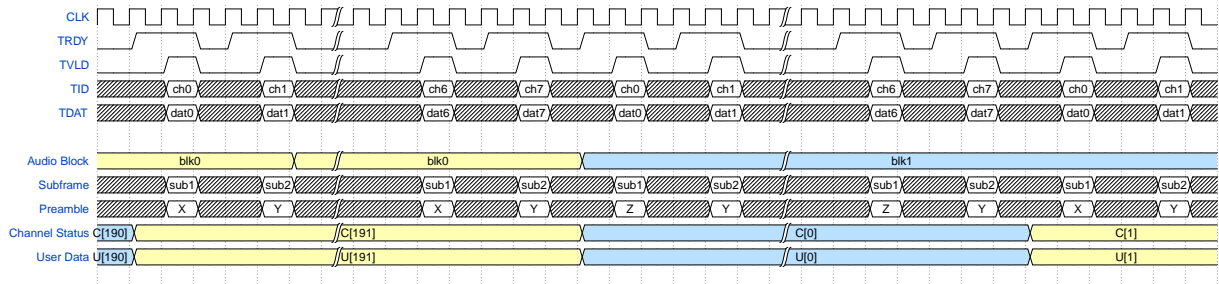 CLK
TRDY
TVLD
TID ch0 ch1 ch6 ch7 ch0 ch1 ch6 ch7 ch0 ch1
TDAT dat0 dat1 dat6 dat7 dat0 dat1 dat6 dat7 dat0 dat1
Audio Block blk0 blk0 blk1
Subframe sub1 sub2 sub1 sub2 sub1 sub2 sub1 sub2 sub1 sub2
Preamble X Y X Y Z Y Z Y X Y
Channel Status C[190] C[191] C[0] C[1]
User Data U[190] U[191] U[0] U[1]